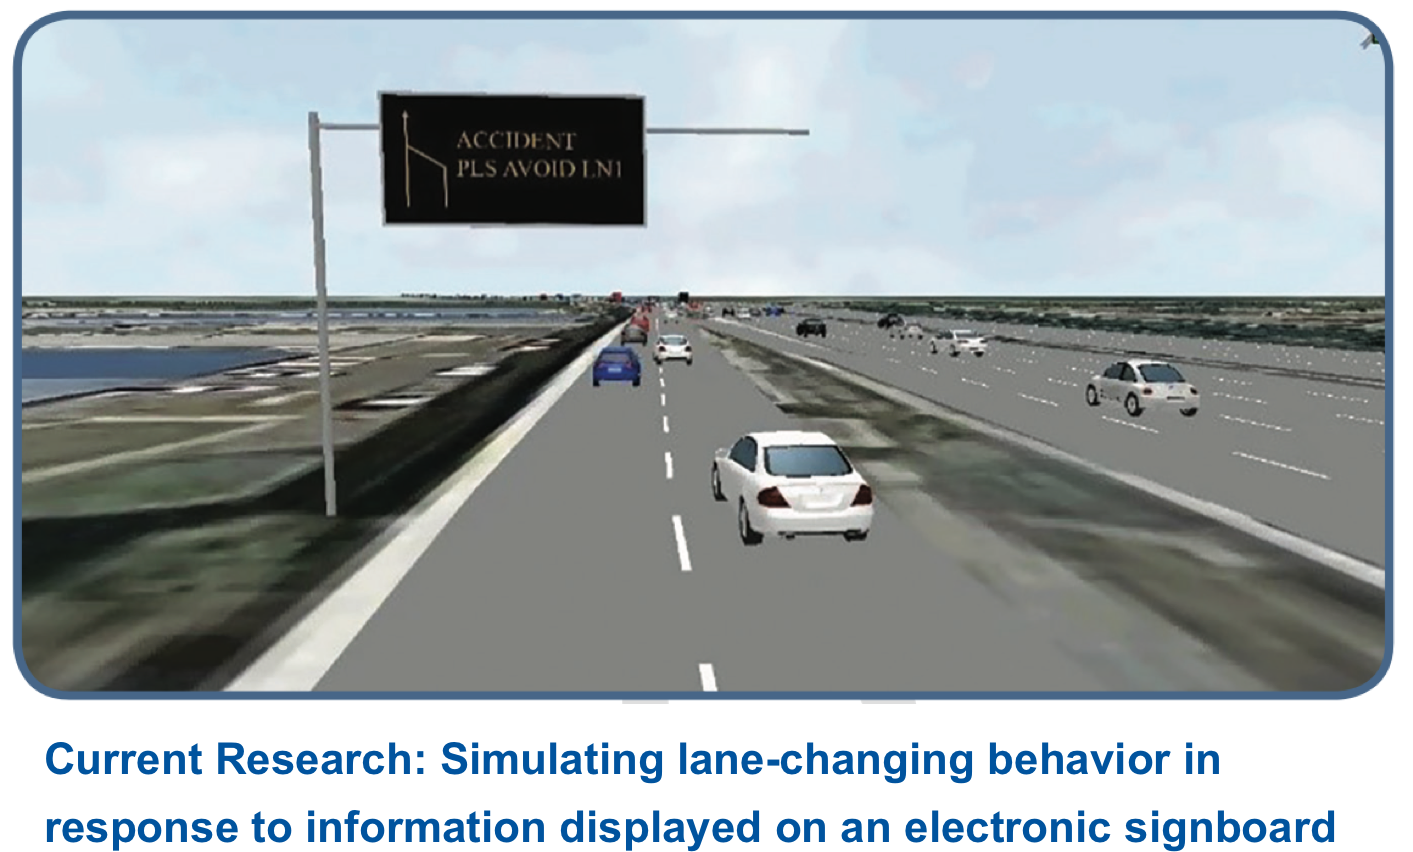 ACCIDENT
PLS AVOID LN1
Current Research: Simulating lane-changing behavior in
response to information displayed on an electronic signboard